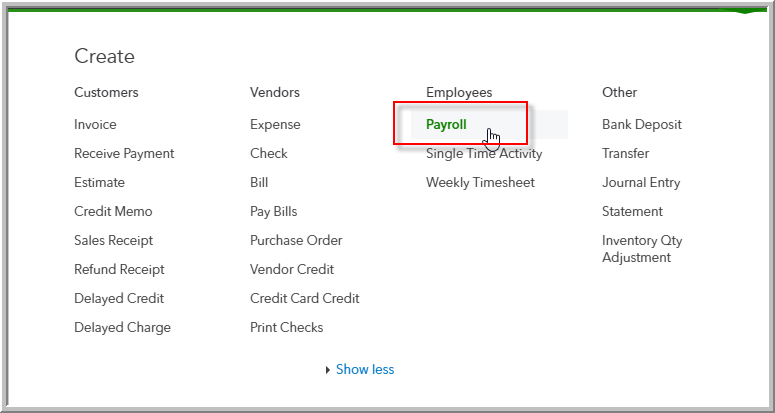 Create
Customers
Invoice
Receive Payment
Estimate
Credit Memo
Sales Receipt
Refund Receipt
Delayed Credit
Delayed Charge
Vendors
Expense
Check
Bill
Pay Bills
Purchase Order
Vendor Credit
Credit Card Credit
Print Checks
Employees
Payroll
Single Time Activity
Weekly Timesheet
Other
Bank Deposit
Transfer
Journal Entry
Statement
Inventory Qty
Adjustment
Show less